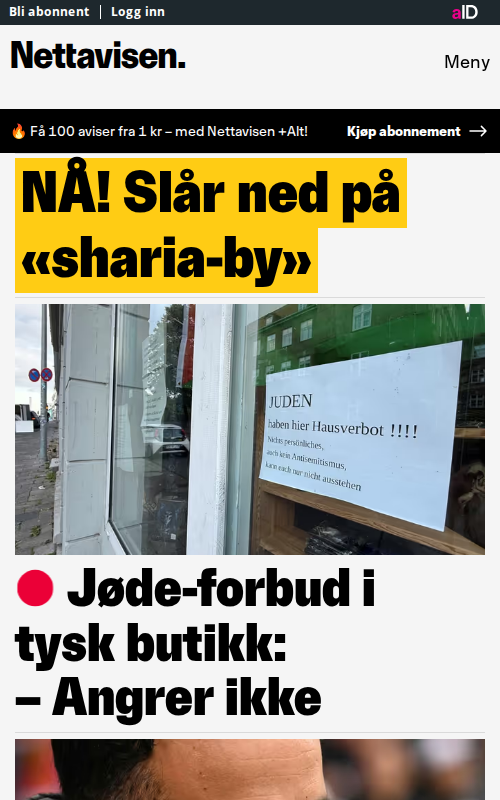 Bli abonnent | Logg inn
aID
Nettavisen.
Meny
🔥 Få 100 aviser fra 1 kr – med Nettavisen +Alt!
Kjøp abonnement →
NÅ! Slår ned på
«sharia-by»
JUDEN
haben hier Hausverbot !!!!
Nichts persönliches,
auch kein Antisemitismus,
kann euch nur nicht ausstehen
Jøde-forbud i
tysk butikk:
– Angrer ikke